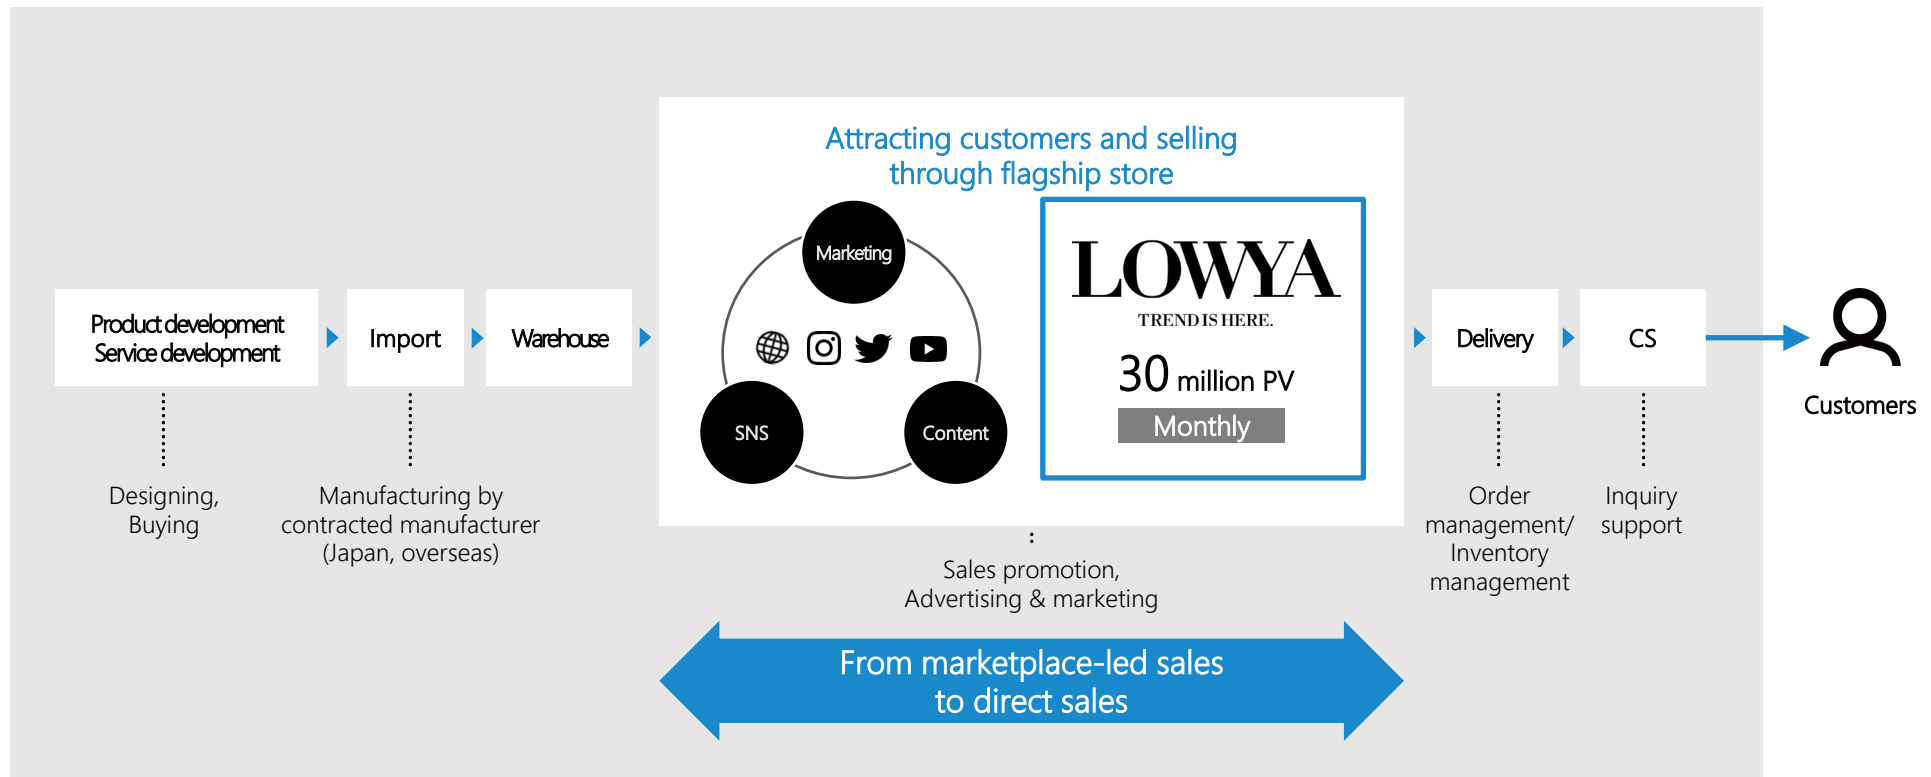 Attracting customers and selling
through flagship store
Marketing
SNS
Content
LOWYA
TREND IS HERE.
30 million PV
Monthly
Product development
Service development
Import
Warehouse
Delivery
CS
Customers
Designing,
Buying
Manufacturing by
contracted manufacturer
(Japan, overseas)
Sales promotion,
Advertising & marketing
Order
management/
Inventory
management
Inquiry
support
From marketplace-led sales
to direct sales